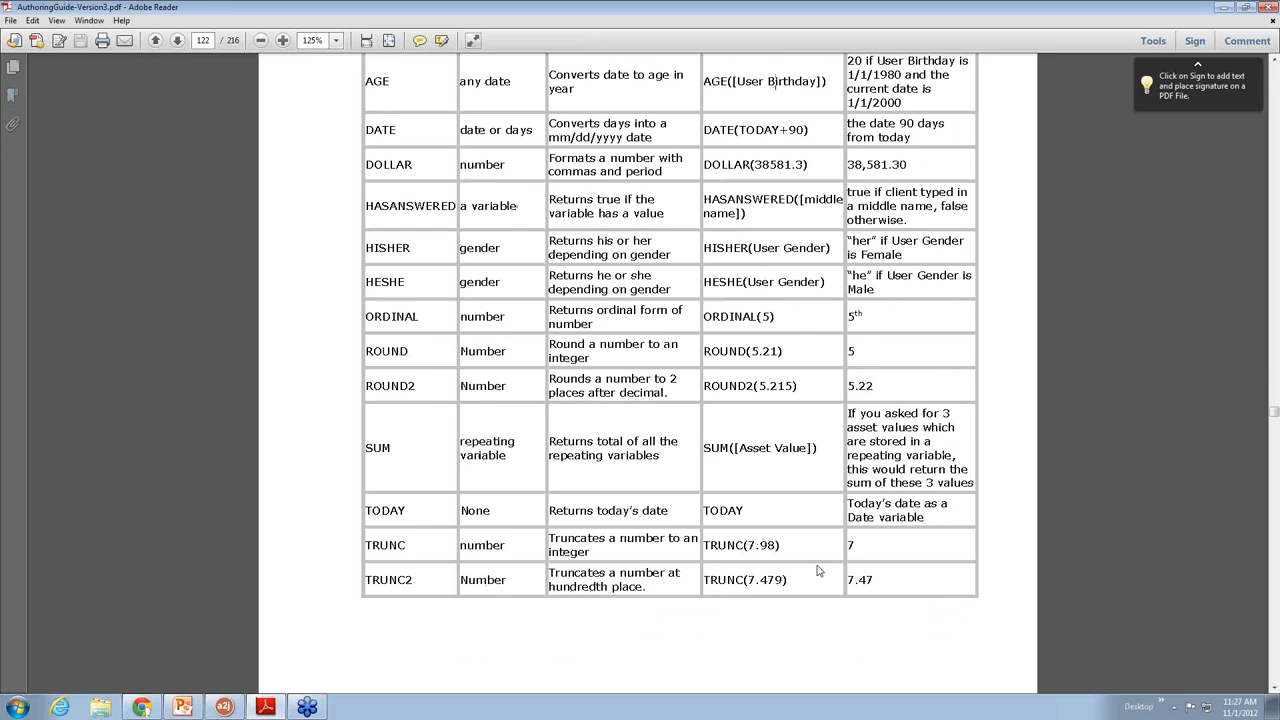 AuthoringGuide-Version3.pdf - Adobe Reader
File Edit View Window Help
122 / 216 125% Tools Sign Comment
Click on Sign to add text
and place signature on a
PDF File.
AGE
any date
Converts date to age in
year
AGE([User Birthday])
20 if User Birthday is
1/1/1980 and the
current date is
1/1/2000
DATE
date or days
Converts days into a
mm/dd/yyyy date
DATE(TODAY+90)
the date 90 days
from today
DOLLAR
number
Formats a number with
commas and period
DOLLAR(38581.3)
38,581.30
HASANSWERED
a variable
Returns true if the
variable has a value
HASANSWERED([middle
name])
true if client typed in
a middle name, false
otherwise.
HISHER
gender
Returns his or her
depending on gender
HISHER(User Gender)
"her" if User Gender
is Female
HESHE
gender
Returns he or she
depending on gender
HESHE(User Gender)
"he" if User Gender is
Male
ORDINAL
number
Returns ordinal form of
number
ORDINAL(5)
5th
ROUND
Number
Round a number to an
integer
ROUND(5.21)
5
ROUND2
Number
Rounds a number to 2
places after decimal.
ROUND2(5.215)
5.22
SUM
repeating
variable
Returns total of all the
repeating variables
SUM([Asset Value])
If you asked for 3
asset values which
are stored in a
repeating variable,
this would return the
sum of these 3 values
TODAY
None
Returns today's date
TODAY
Today's date as a
Date variable
TRUNC
number
Truncates a number to an
integer
TRUNC(7.98)
7
TRUNC2
Number
Truncates a number at
hundredth place.
TRUNC(7.479)
7.47
a2j
Desktop
11:27 AM
11/1/2012